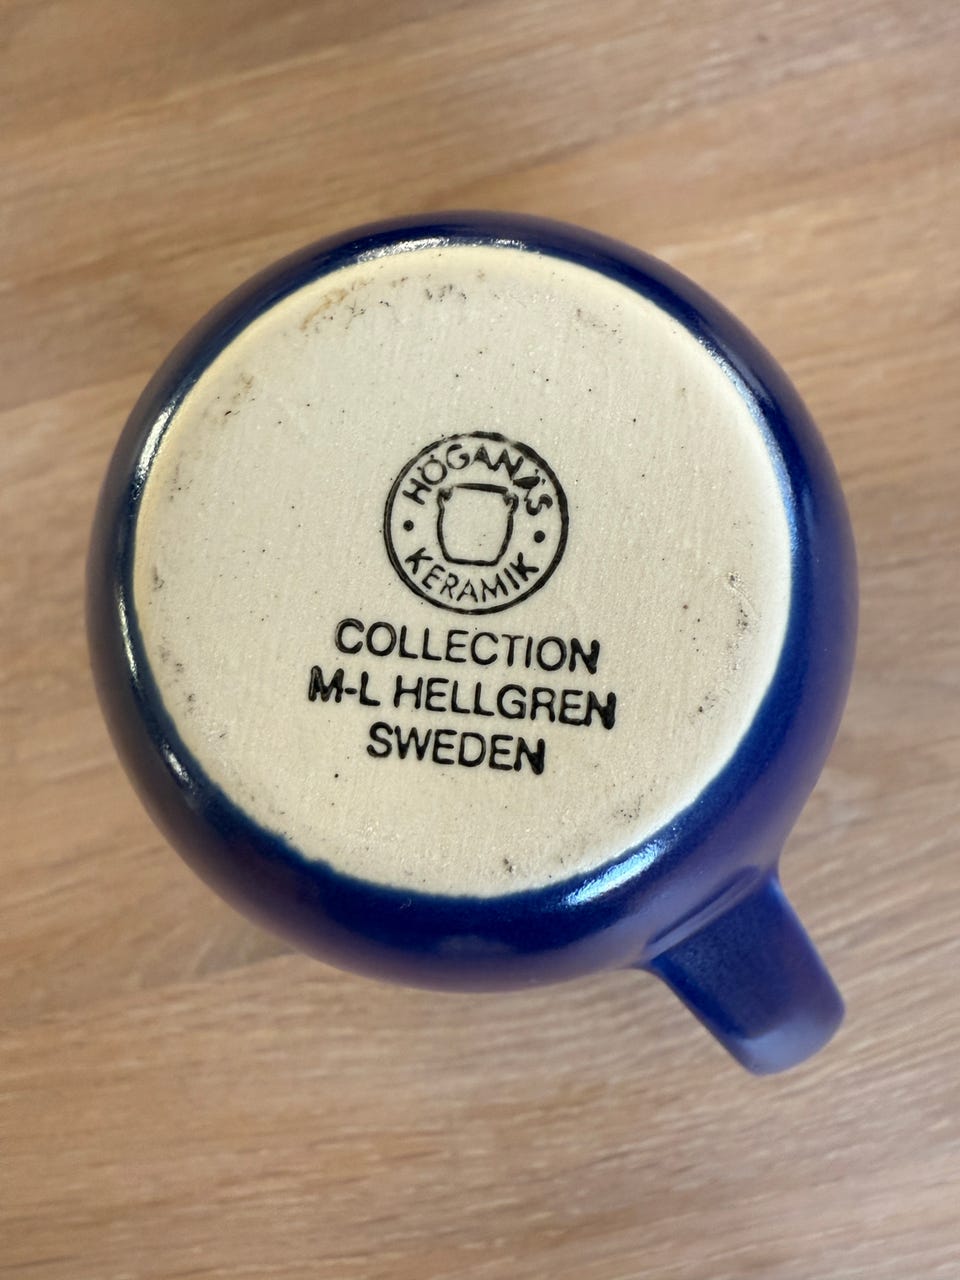 HÖGANÄS
KERAMIK
COLLECTION
M-L HELLGREN
SWEDEN